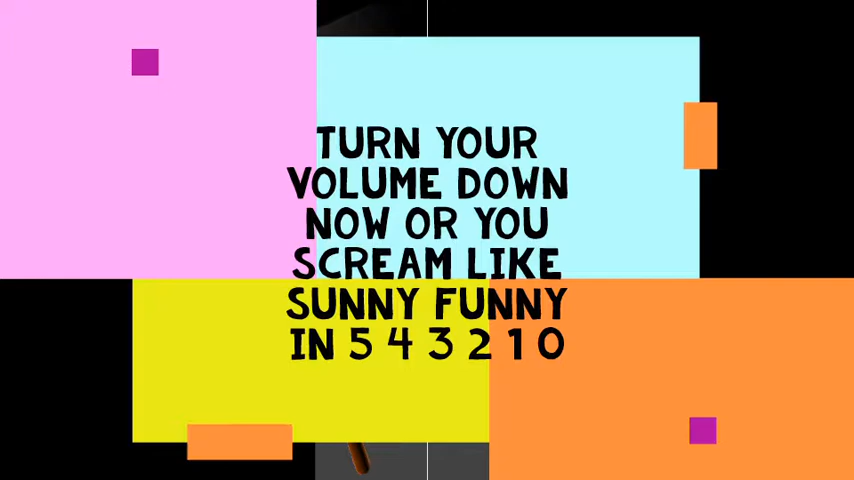 TURN YOUR
VOLUME DOWN
NOW OR YOU
SCREAM LIKE
SUNNY FUNNY
IN 5 4 3 2 1 0